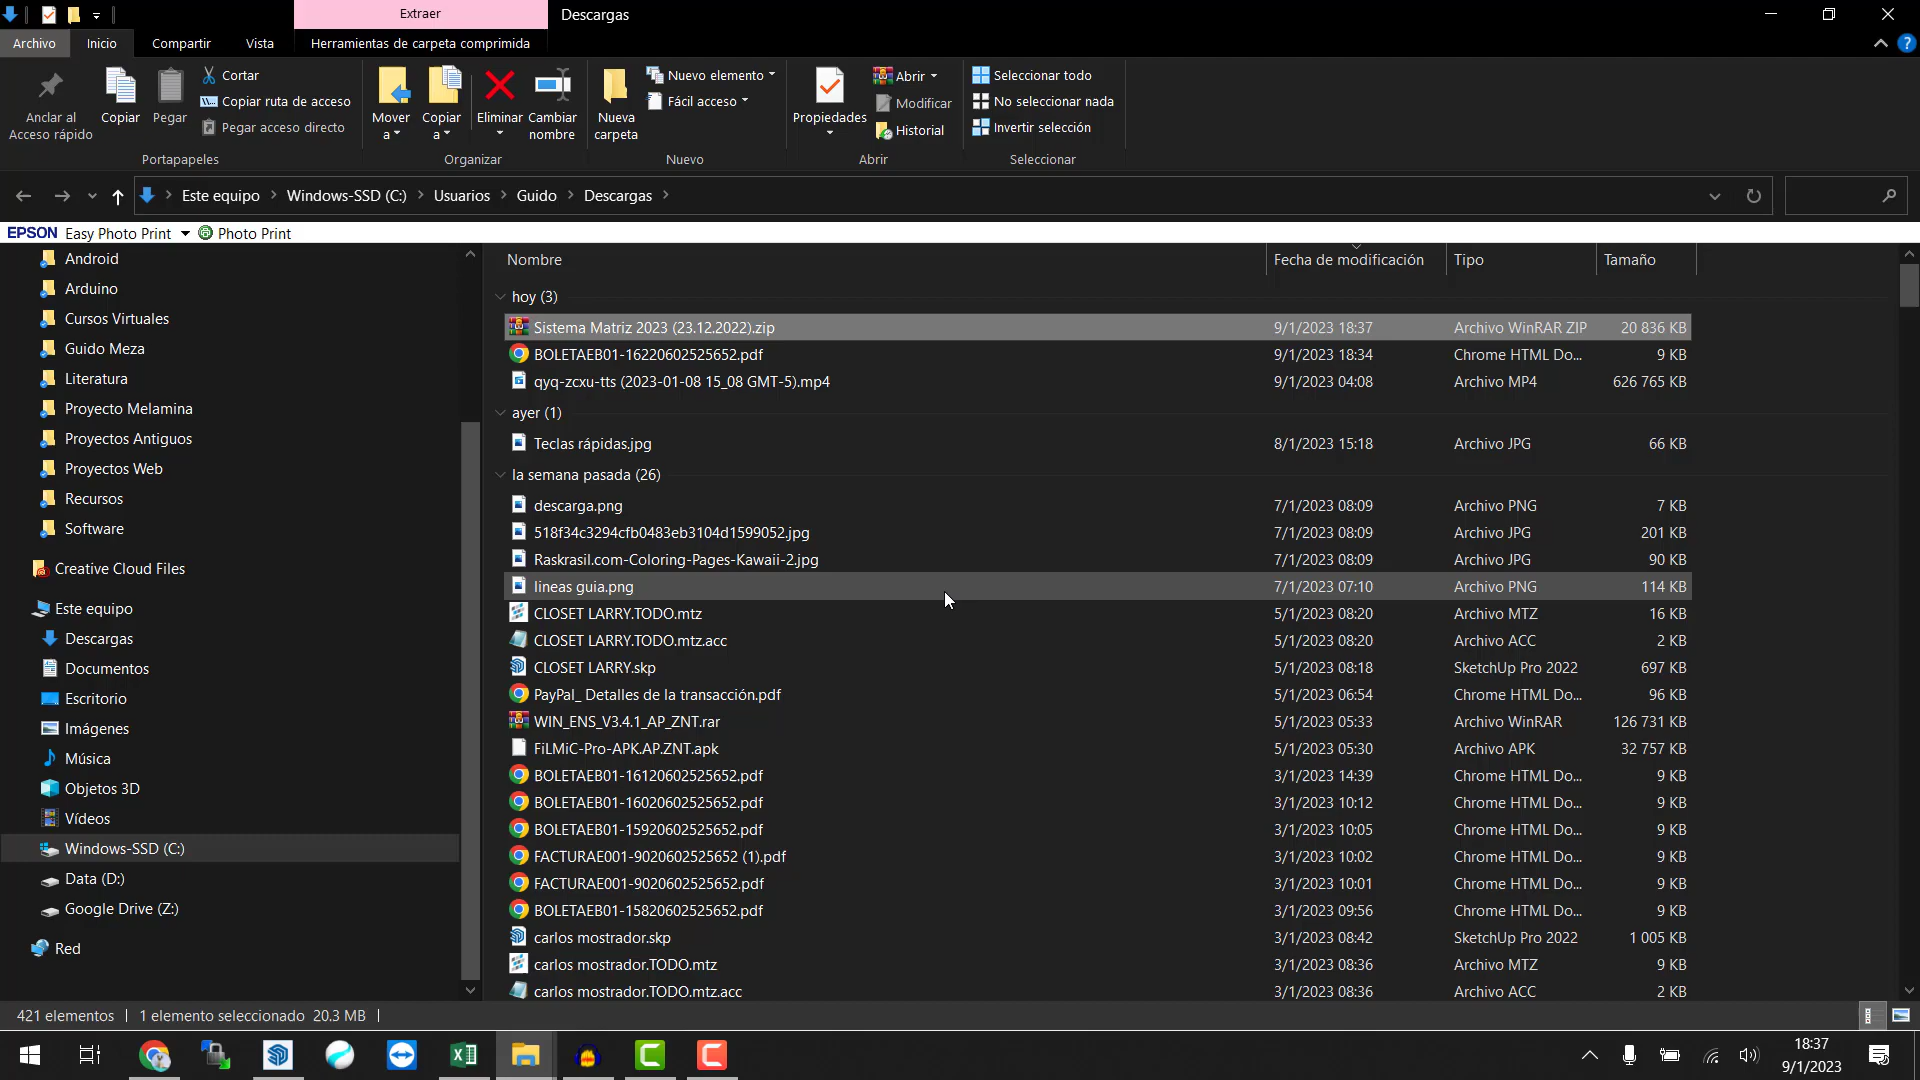 Extraer
Descargas
Archivo
Inicio
Compartir
Vista
Herramientas de carpeta comprimida
Anclar al
Acceso rápido
Copiar
Pegar
Cortar
Copiar ruta de acceso
Pegar acceso directo
Portapapeles
Mover
a
Copiar
a
Eliminar
Cambiar
nombre
Organizar
Nueva
carpeta
Nuevo elemento
Fácil acceso
Nuevo
Propiedades
Abrir
Modificar
Historial
Abrir
Seleccionar todo
No seleccionar nada
Invertir selección
Seleccionar
Este equipo > Windows-SSD (C:) > Usuarios > Guido > Descargas >
EPSON Easy Photo Print Photo Print
Android
Arduino
Cursos Virtuales
Guido Meza
Literatura
Proyecto Melamina
Proyectos Antiguos
Proyectos Web
Recursos
Software
Creative Cloud Files
Este equipo
Descargas
Documentos
Escritorio
Imágenes
Música
Objetos 3D
Vídeos
Windows-SSD (C:)
Data (D:)
Google Drive (Z:)
Red
Nombre Fecha de modificación Tipo Tamaño
hoy (3)
Sistema Matriz 2023 (23.12.2022).zip 9/1/2023 18:37 Archivo WinRAR ZIP 20 836 KB
BOLETAEB01-16220602525652.pdf 9/1/2023 18:34 Chrome HTML Do... 9 KB
qyq-zcxu-tts (2023-01-08 15_08 GMT-5).mp4 9/1/2023 04:08 Archivo MP4 626 765 KB
ayer (1)
Teclas rápidas.jpg 8/1/2023 15:18 Archivo JPG 66 KB
la semana pasada (26)
descarga.png 7/1/2023 08:09 Archivo PNG 7 KB
518f34c3294cfb0483eb3104d1599052.jpg 7/1/2023 08:09 Archivo JPG 201 KB
Raskrasil.com-Coloring-Pages-Kawaii-2.jpg 7/1/2023 08:09 Archivo JPG 90 KB
lineas guia.png 7/1/2023 07:10 Archivo PNG 114 KB
CLOSET LARRY.TODO.mtz 5/1/2023 08:20 Archivo MTZ 16 KB
CLOSET LARRY.TODO.mtz.acc 5/1/2023 08:20 Archivo ACC 2 KB
CLOSET LARRY.skp 5/1/2023 08:18 SketchUp Pro 2022 697 KB
PayPal_ Detalles de la transacción.pdf 5/1/2023 06:54 Chrome HTML Do... 96 KB
WIN_ENS_V3.4.1_AP_ZNT.rar 5/1/2023 05:33 Archivo WinRAR 126 731 KB
FiLMiC-Pro-APK.AP.ZNT.apk 5/1/2023 05:30 Archivo APK 32 757 KB
BOLETAEB01-16120602525652.pdf 3/1/2023 14:39 Chrome HTML Do... 9 KB
BOLETAEB01-16020602525652.pdf 3/1/2023 10:12 Chrome HTML Do... 9 KB
BOLETAEB01-15920602525652.pdf 3/1/2023 10:05 Chrome HTML Do... 9 KB
FACTURAE001-9020602525652 (1).pdf 3/1/2023 10:02 Chrome HTML Do... 9 KB
FACTURAE001-9020602525652.pdf 3/1/2023 10:01 Chrome HTML Do... 9 KB
BOLETAEB01-15820602525652.pdf 3/1/2023 09:56 Chrome HTML Do... 9 KB
carlos mostrador.skp 3/1/2023 08:42 SketchUp Pro 2022 1 005 KB
carlos mostrador.TODO.mtz 3/1/2023 08:36 Archivo MTZ 9 KB
carlos mostrador.TODO.mtz.acc 3/1/2023 08:36 Archivo ACC 2 KB
421 elementos | 1 elemento seleccionado 20.3 MB |
18:37
9/1/2023